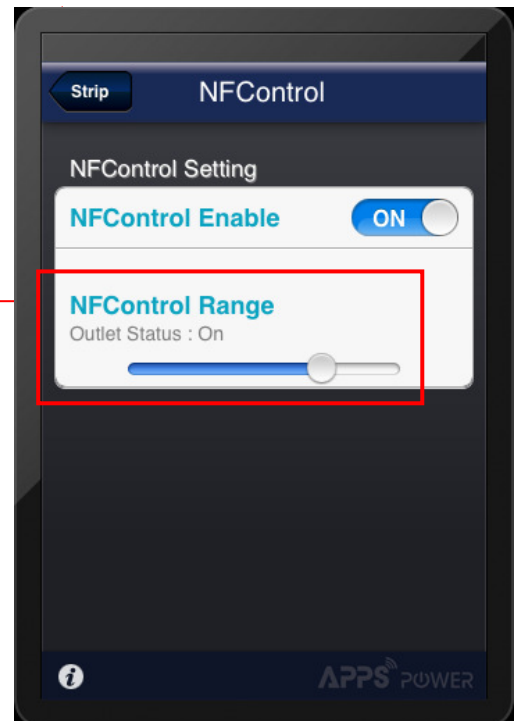 Strip
NFControl
NFControl Setting
NFControl Enable
ON
NFControl Range
Outlet Status : On
i
APPS POWER